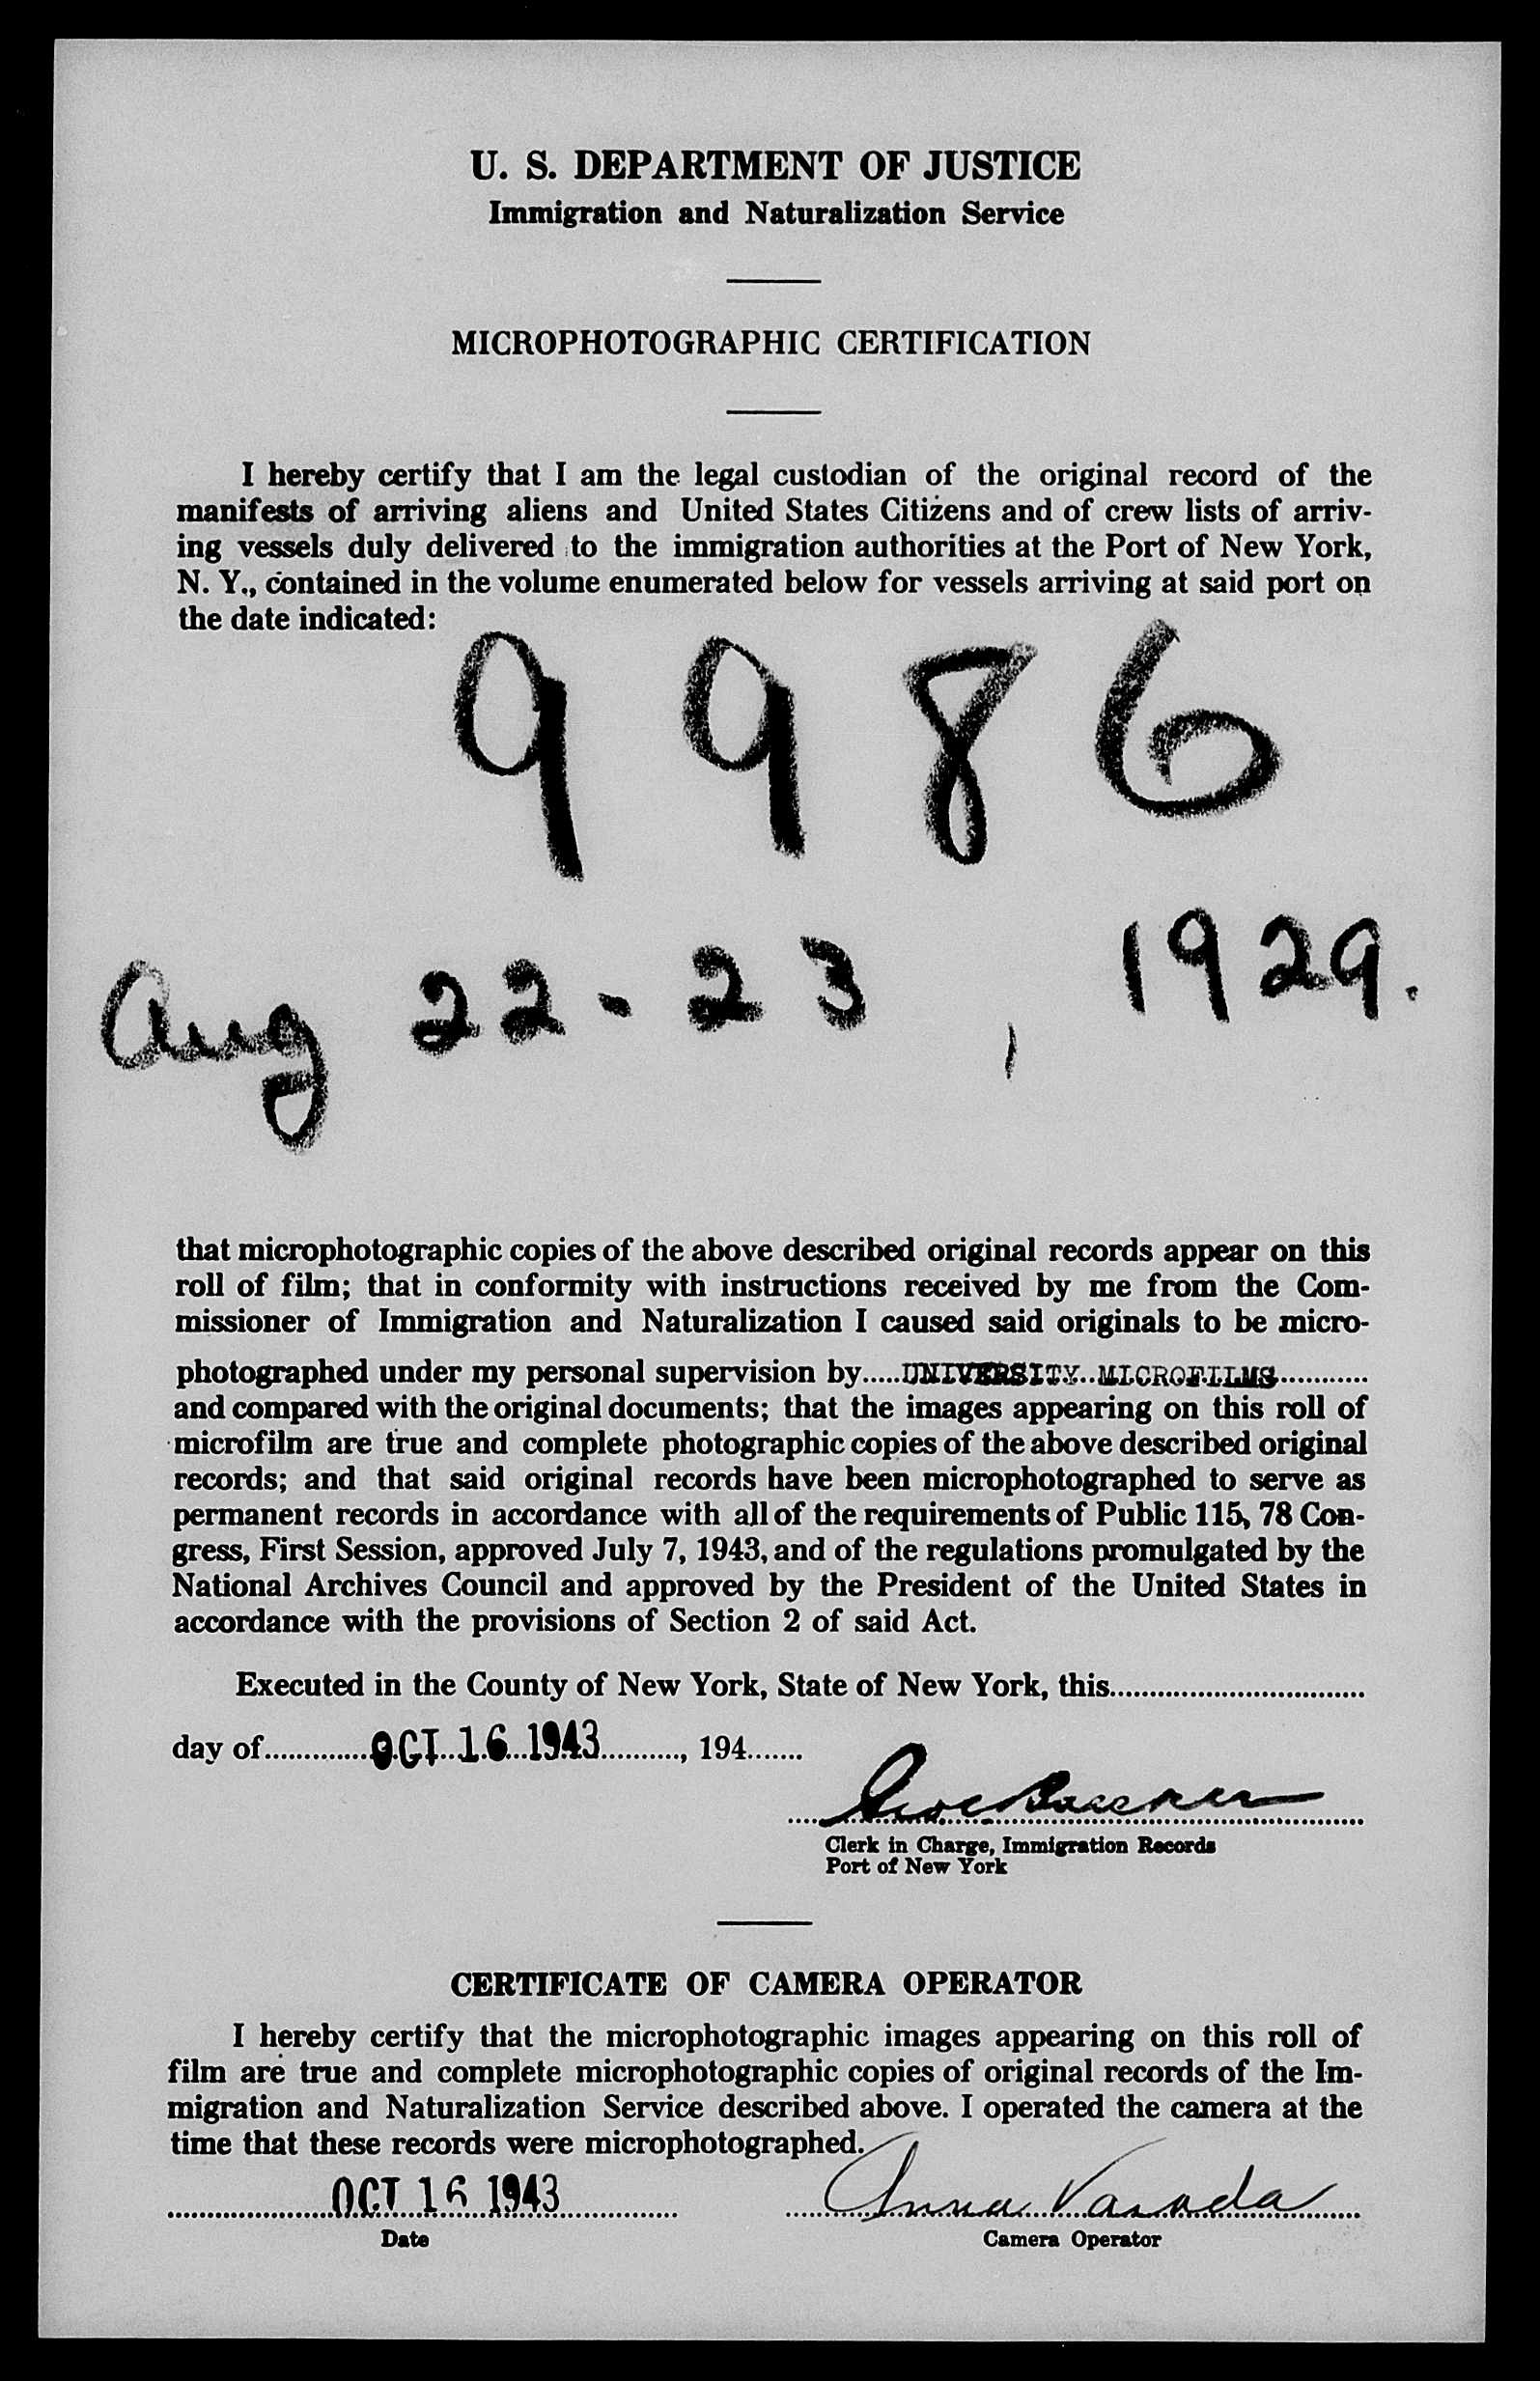 U. S. DEPARTMENT OF JUSTICE
Immigration and Naturalization Service
MICROPHOTOGRAPHIC CERTIFICATION
I hereby certify that I am the legal custodian of the original record of the
manifests of arriving aliens and United States Citizens and of crew lists of arriv-
ing vessels duly delivered to the immigration authorities at the Port of New York,
N. Y., contained in the volume enumerated below for vessels arriving at said port on
the date indicated:
9986
Aug 22-23, 1929.
that microphotographic copies of the above described original records appear on this
roll of film; that in conformity with instructions received by me from the Com-
missioner of Immigration and Naturalization I caused said originals to be micro-
photographed under my personal supervision by.....UNIVERSITY MICROFILMS............
and compared with the original documents; that the images appearing on this roll of
microfilm are true and complete photographic copies of the above described original
records; and that said original records have been microphotographed to serve as
permanent records in accordance with all of the requirements of Public 115, 78 Con-
gress, First Session, approved July 7, 1943, and of the regulations promulgated by the
National Archives Council and approved by the President of the United States in
accordance with the provisions of Section 2 of said Act.
Executed in the County of New York, State of New York, this................................
day of.............OCT 16 1943.........., 194.......
Clerk in Charge, Immigration Records
Port of New York
CERTIFICATE OF CAMERA OPERATOR
I hereby certify that the microphotographic images appearing on this roll of
film are true and complete microphotographic copies of original records of the Im-
migration and Naturalization Service described above. I operated the camera at the
time that these records were microphotographed.
OCT 16 1943 Anna Varada
Date Camera Operator